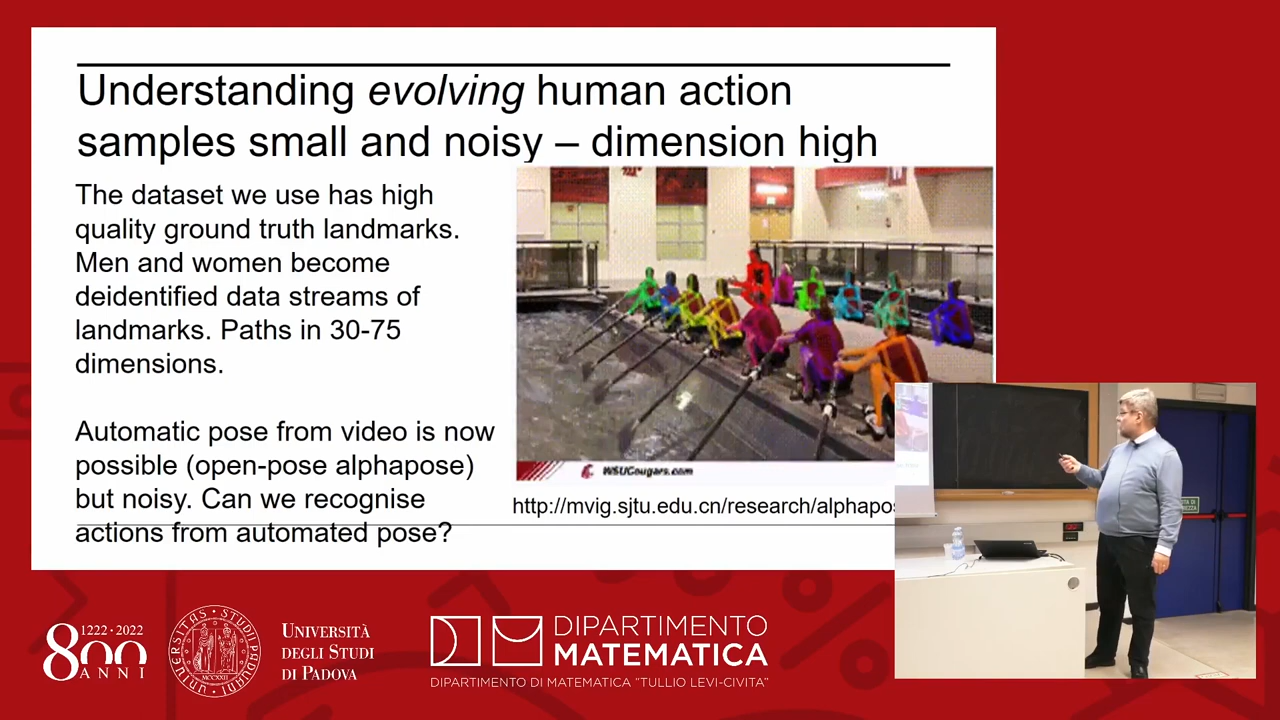 Understanding evolving human action
samples small and noisy – dimension high
The dataset we use has high
quality ground truth landmarks.
Men and women become
deidentified data streams of
landmarks. Paths in 30-75
dimensions.
Automatic pose from video is now
possible (open-pose alphapose)
but noisy. Can we recognise
actions from automated pose?
WSUCougars.com
http://mvig.sjtu.edu.cn/research/alphapos
800
1222·2022
ANNI
UNIVERSITÀ
DEGLI STUDI
DI PADOVA
DIPARTIMENTO
MATEMATICA
DIPARTIMENTO DI MATEMATICA "TULLIO LEVI-CIVITA"